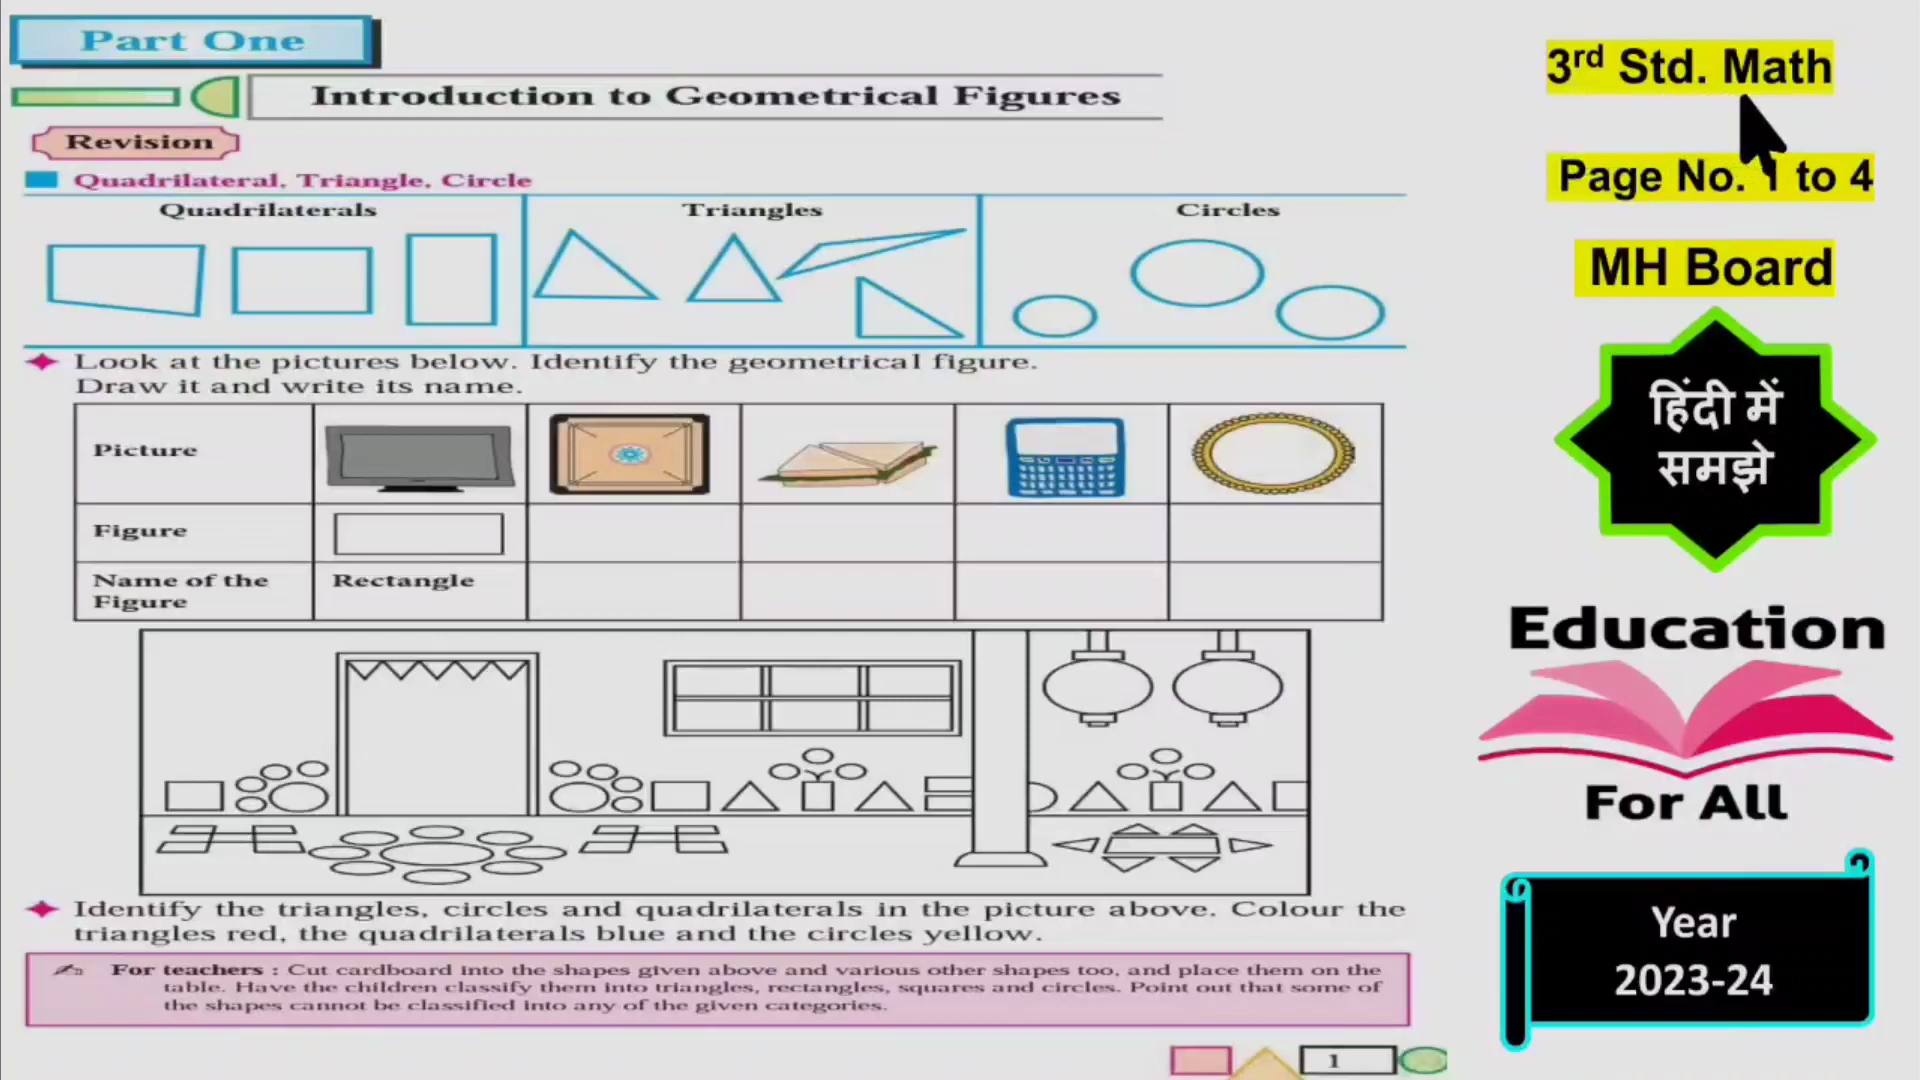 Part One
Introduction to Geometrical Figures
Revision
Quadrilateral, Triangle, Circle
Quadrilaterals
Triangles
Circles
Look at the pictures below. Identify the geometrical figure.
Draw it and write its name.
Picture
Figure
Name of the
Figure
Rectangle
Identify the triangles, circles and quadrilaterals in the picture above. Colour the
triangles red, the quadrilaterals blue and the circles yellow.
For teachers : Cut cardboard into the shapes given above and various other shapes too, and place them on the
table. Have the children classify them into triangles, rectangles, squares and circles. Point out that some of
the shapes cannot be classified into any of the given categories.
1
3rd Std. Math
Page No. 1 to 4
MH Board
हिंदी में
समझे
Education
For All
Year
2023-24